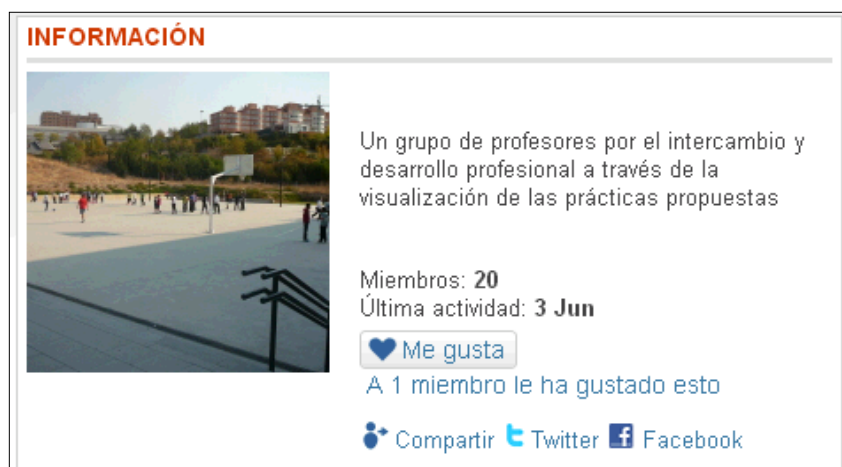 INFORMACIÓN
Un grupo de profesores por el intercambio y
desarrollo profesional a través de la
visualización de las prácticas propuestas
Miembros: 20
Última actividad: 3 Jun
Me gusta
A 1 miembro le ha gustado esto
Compartir Twitter Facebook